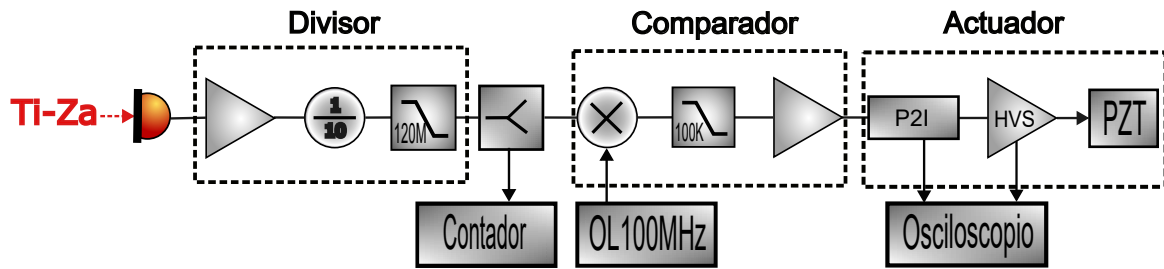 Divisor
Comparador
Actuador
Ti-Za
1
10
120M
100K
P2I
HVS
PZT
Contador
OL100MHz
Osciloscopio